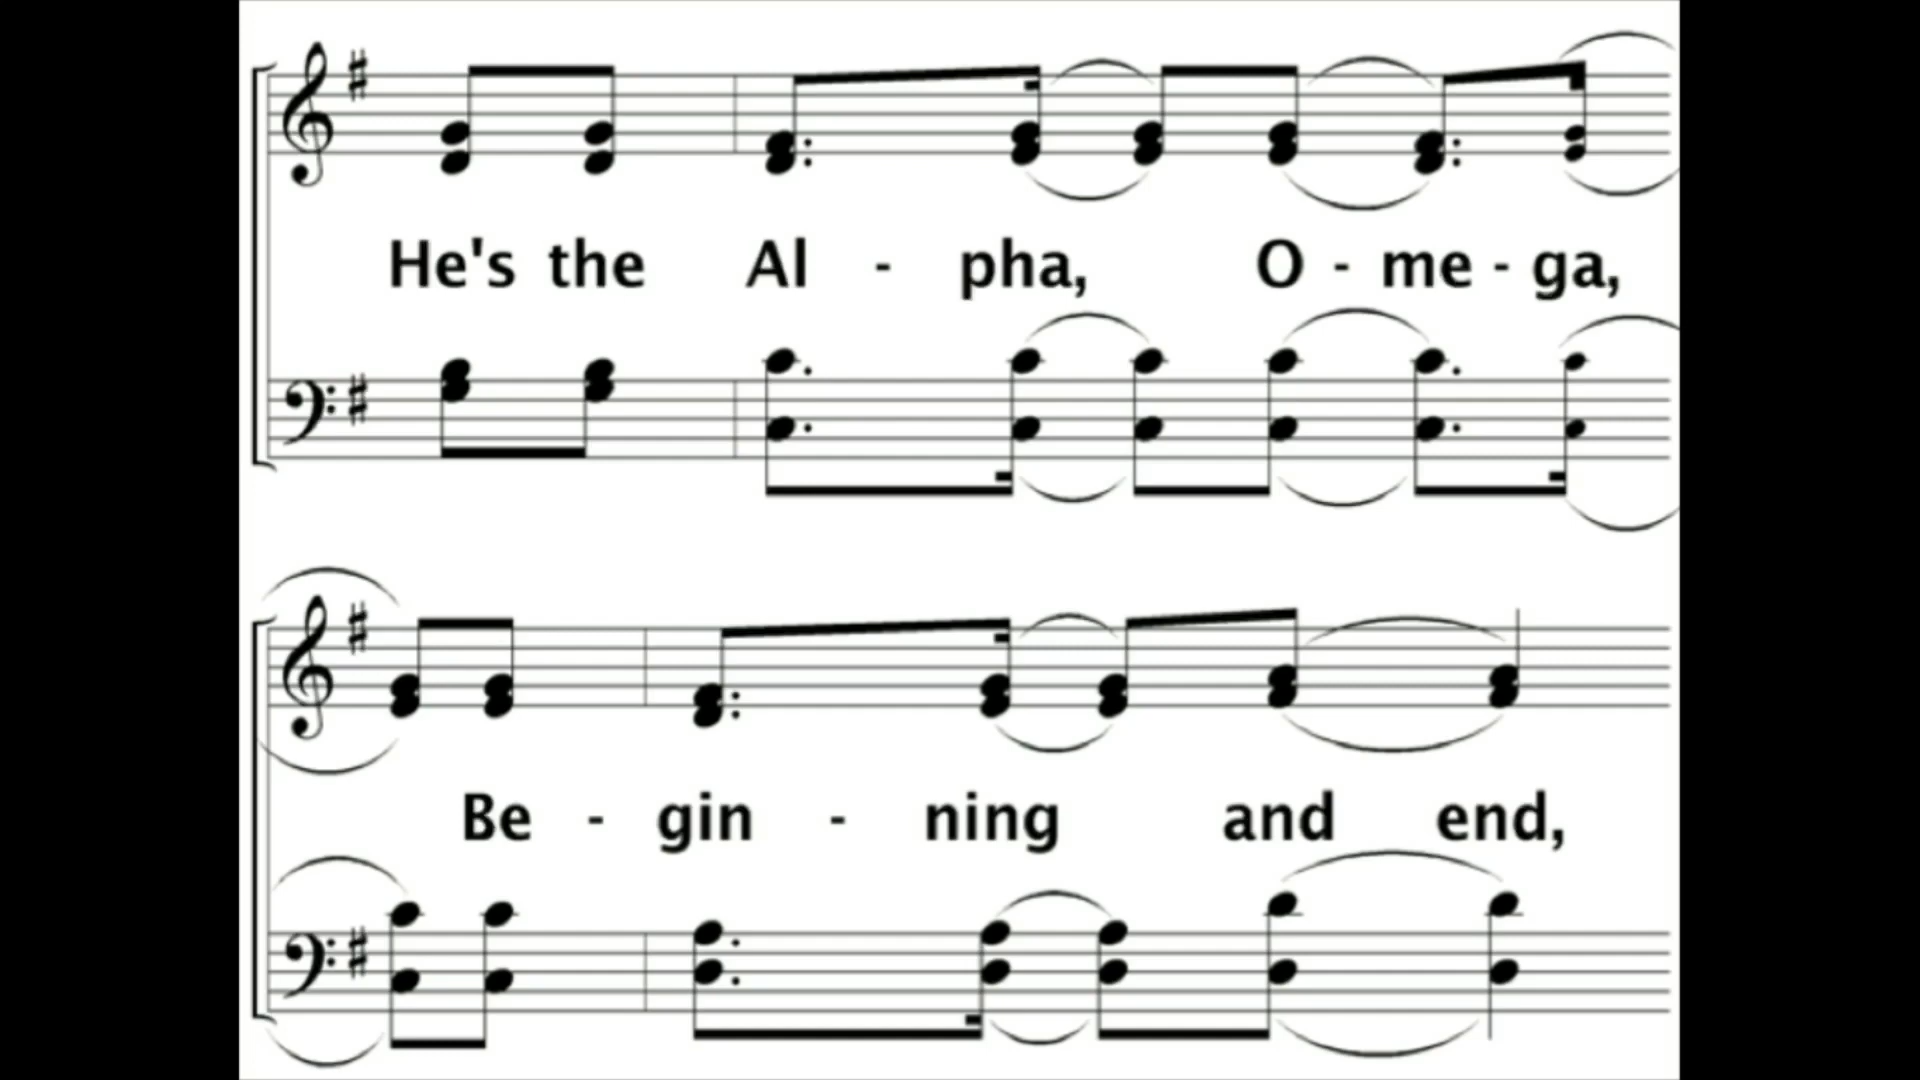 He's the Al - pha, O - me - ga,
Be - gin - ning and end,